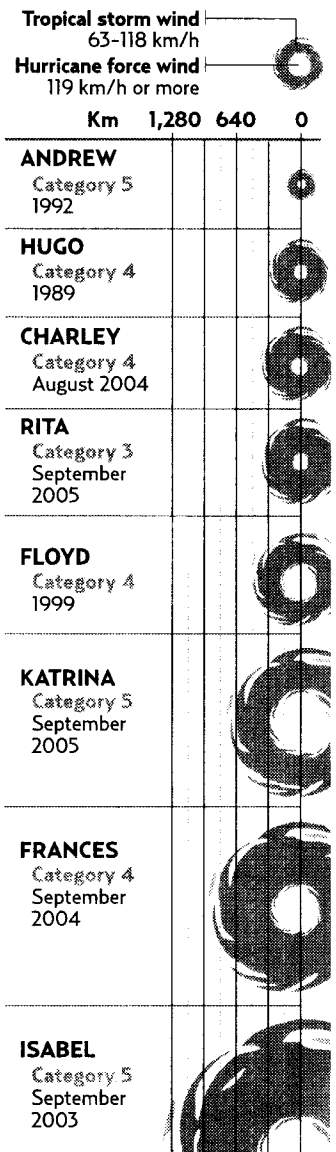 Tropical storm wind
63-118 km/h
Hurricane force wind
119 km/h or more
Km 1,280 640 0
ANDREW
Category 5
1992
HUGO
Category 4
1989
CHARLEY
Category 4
August 2004
RITA
Category 3
September
2005
FLOYD
Category 4
1999
KATRINA
Category 5
September
2005
FRANCES
Category 4
September
2004
ISABEL
Category 5
September
2003